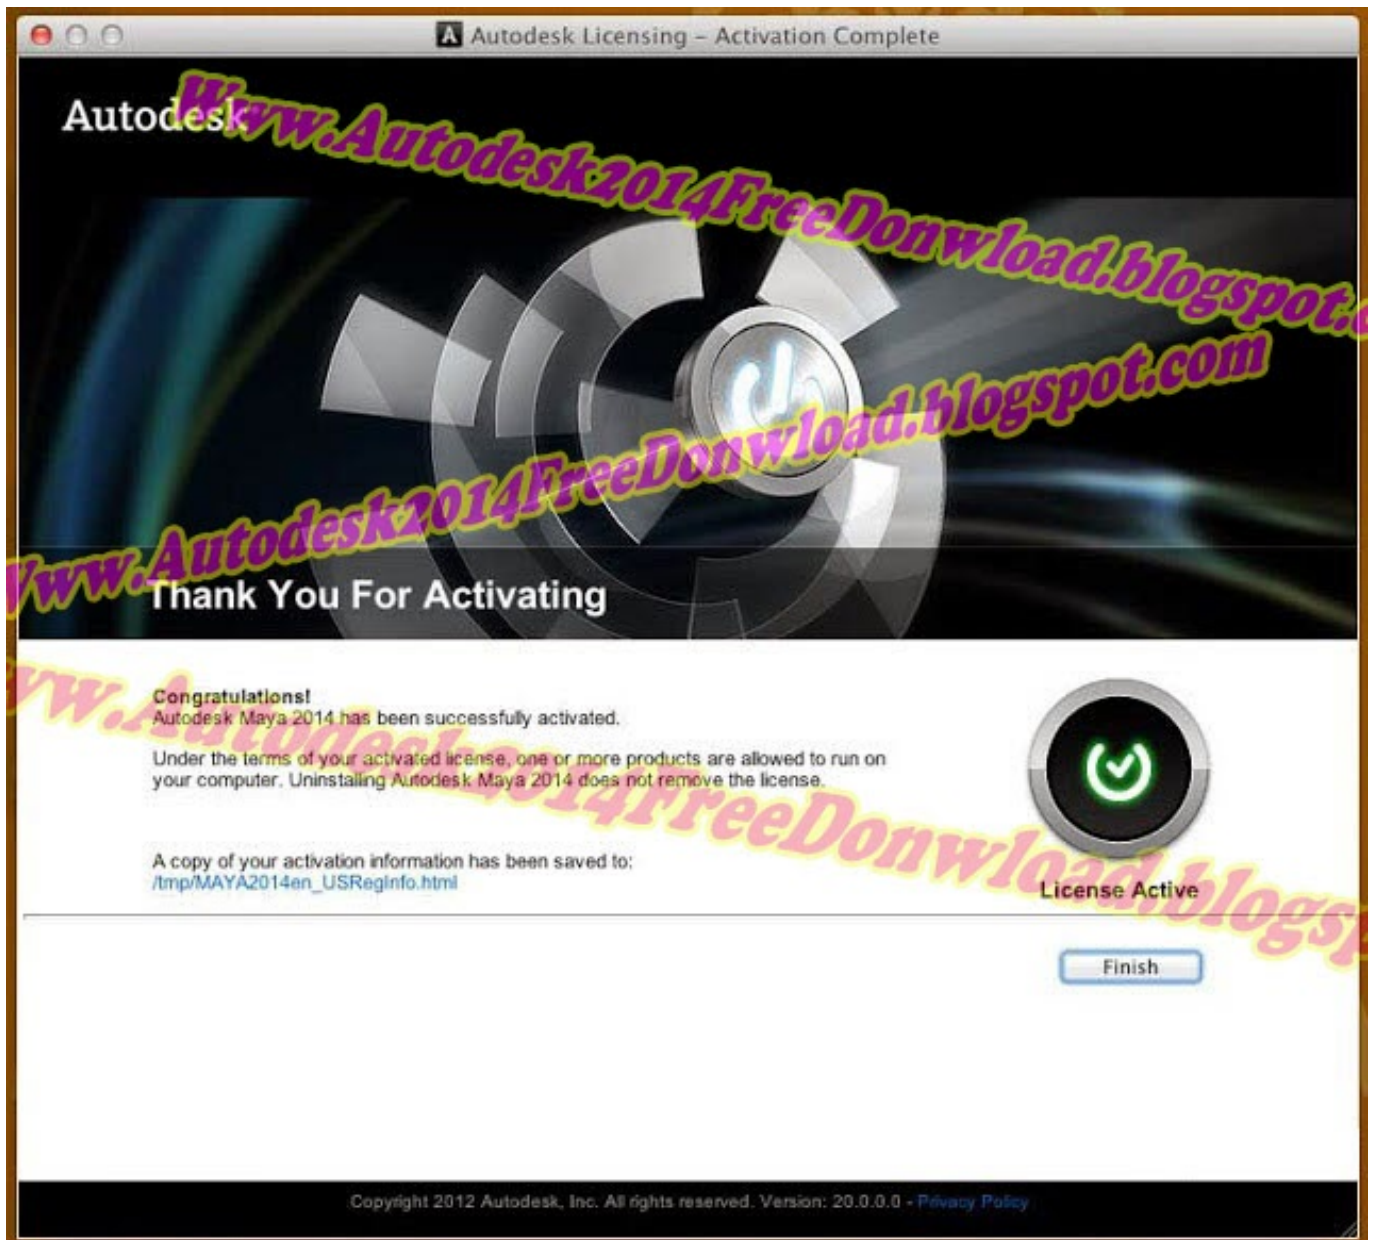 Autodesk Licensing – Activation Complete
Autodesk
Www.Autodesk2014FreeDonwload.blogspot.c
Www.Autodesk2014FreeDonwload.blogspot.com
Thank You For Activating
Congratulations!
Autodesk Maya 2014 has been successfully activated.
Under the terms of your activated license, one or more products are allowed to run on
your computer. Uninstalling Autodesk Maya 2014 does not remove the license.
ww.Autodesk2014FreeDonwload.blogsp
A copy of your activation information has been saved to:
/tmp/MAYA2014en_USRegInfo.html
License Active
Finish
Copyright 2012 Autodesk, Inc. All rights reserved. Version: 20.0.0.0 - Privacy Policy